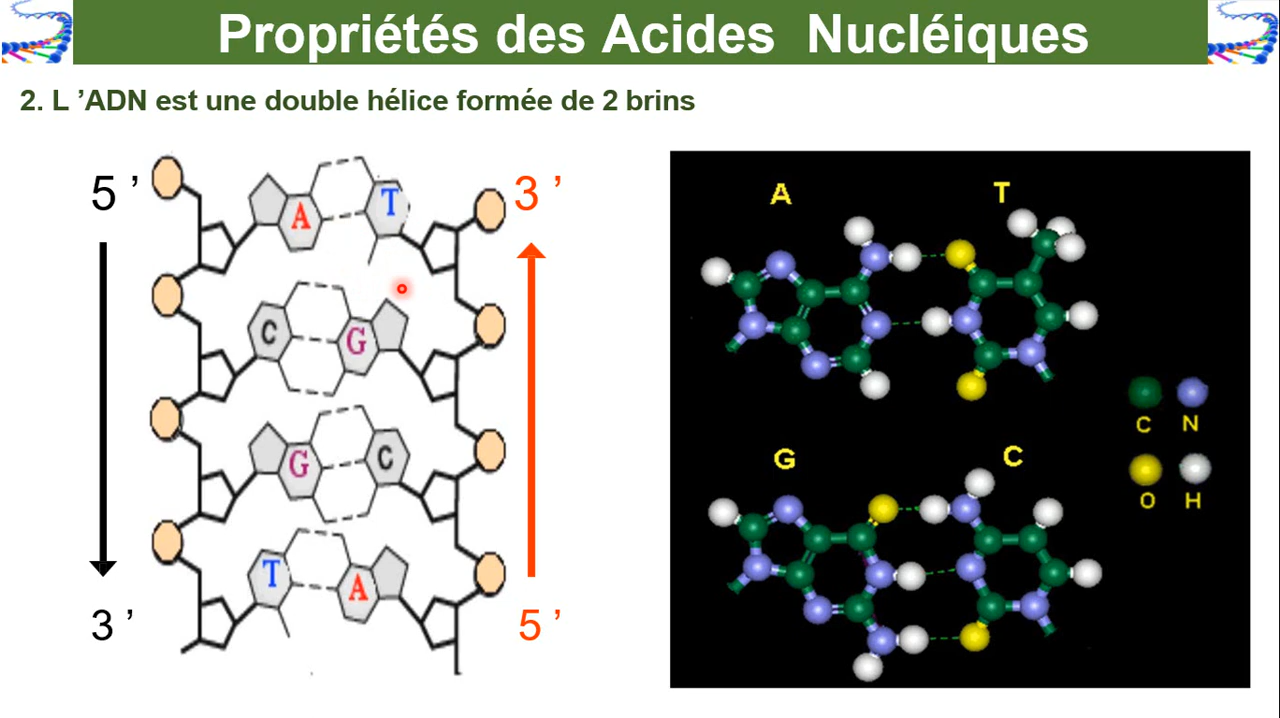 Propriétés des Acides Nucléiques
2. L ’ADN est une double hélice formée de 2 brins
5 ’
3 ’
A T
C G
G C
T A
3 ’
5 ’
A T
G C
C N
O H